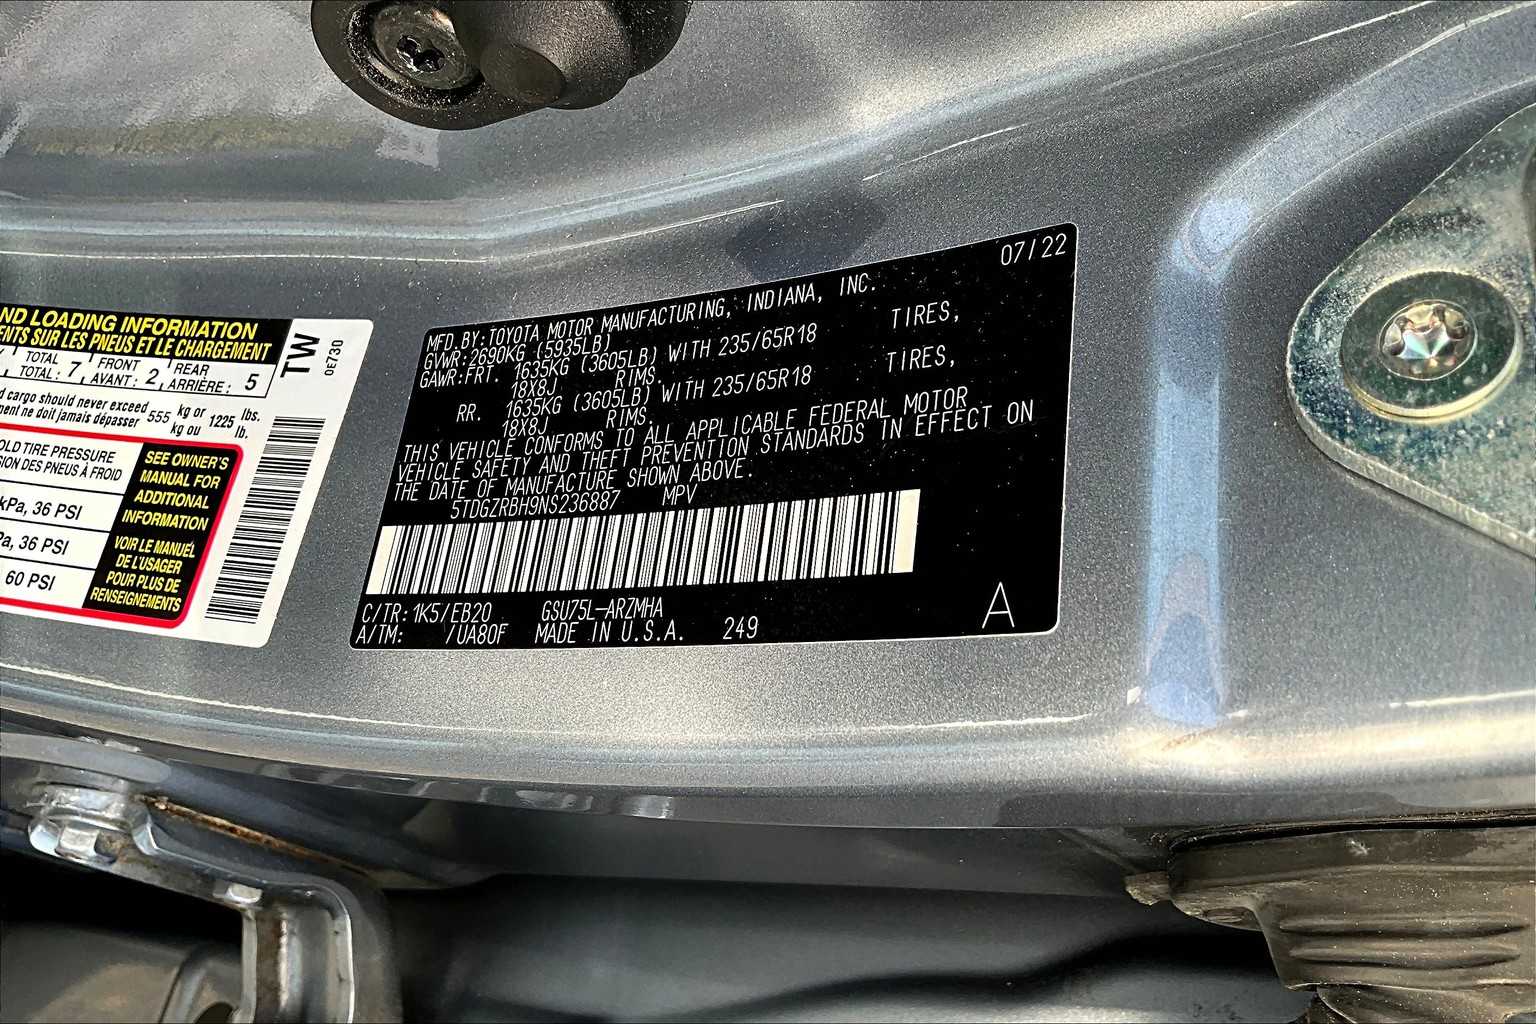 ND LOADING INFORMATION
ENTS SUR LES PNEUS ET LE CHARGEMENT
TOTAL 7 FRONT 2 REAR 5
TOTAL: AVANT: ARRIÈRE:
d cargo should never exceed 555 kg or 1225 lbs.
ment ne doit jamais dépasser kg ou lb.
OLD TIRE PRESSURE
SION DES PNEUS À FROID
kPa, 36 PSI
Pa, 36 PSI
60 PSI
SEE OWNER'S
MANUAL FOR
ADDITIONAL
INFORMATION
VOIR LE MANUEL
DE L'USAGER
POUR PLUS DE
RENSEIGNEMENTS
TW
0E730
07/22
MFD. BY: TOYOTA MOTOR MANUFACTURING, INDIANA, INC.
GVWR: 2690KG (5935LB)
GAWR: FRT. 1635KG (3605LB) WITH 235/65R18 TIRES,
18X8J RIMS.
RR. 1635KG (3605LB) WITH 235/65R18 TIRES,
18X8J RIMS.
THIS VEHICLE CONFORMS TO ALL APPLICABLE FEDERAL MOTOR
VEHICLE SAFETY AND THEFT PREVENTION STANDARDS IN EFFECT ON
THE DATE OF MANUFACTURE SHOWN ABOVE.
5TDGZRBH9NS236887 MPV
C/TR: 1K5/EB20 GSU75L-ARZMHA
A/TM: /UA80F MADE IN U.S.A. 249
A